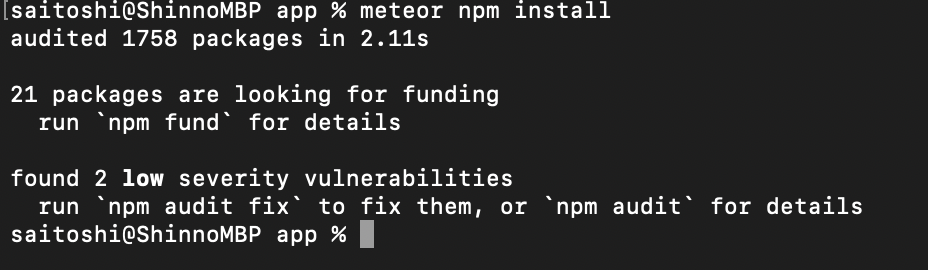 [saitoshi@ShinnoMBP app % meteor npm install
audited 1758 packages in 2.11s
21 packages are looking for funding
run `npm fund` for details
found 2 low severity vulnerabilities
run `npm audit fix` to fix them, or `npm audit` for details
saitoshi@ShinnoMBP app %